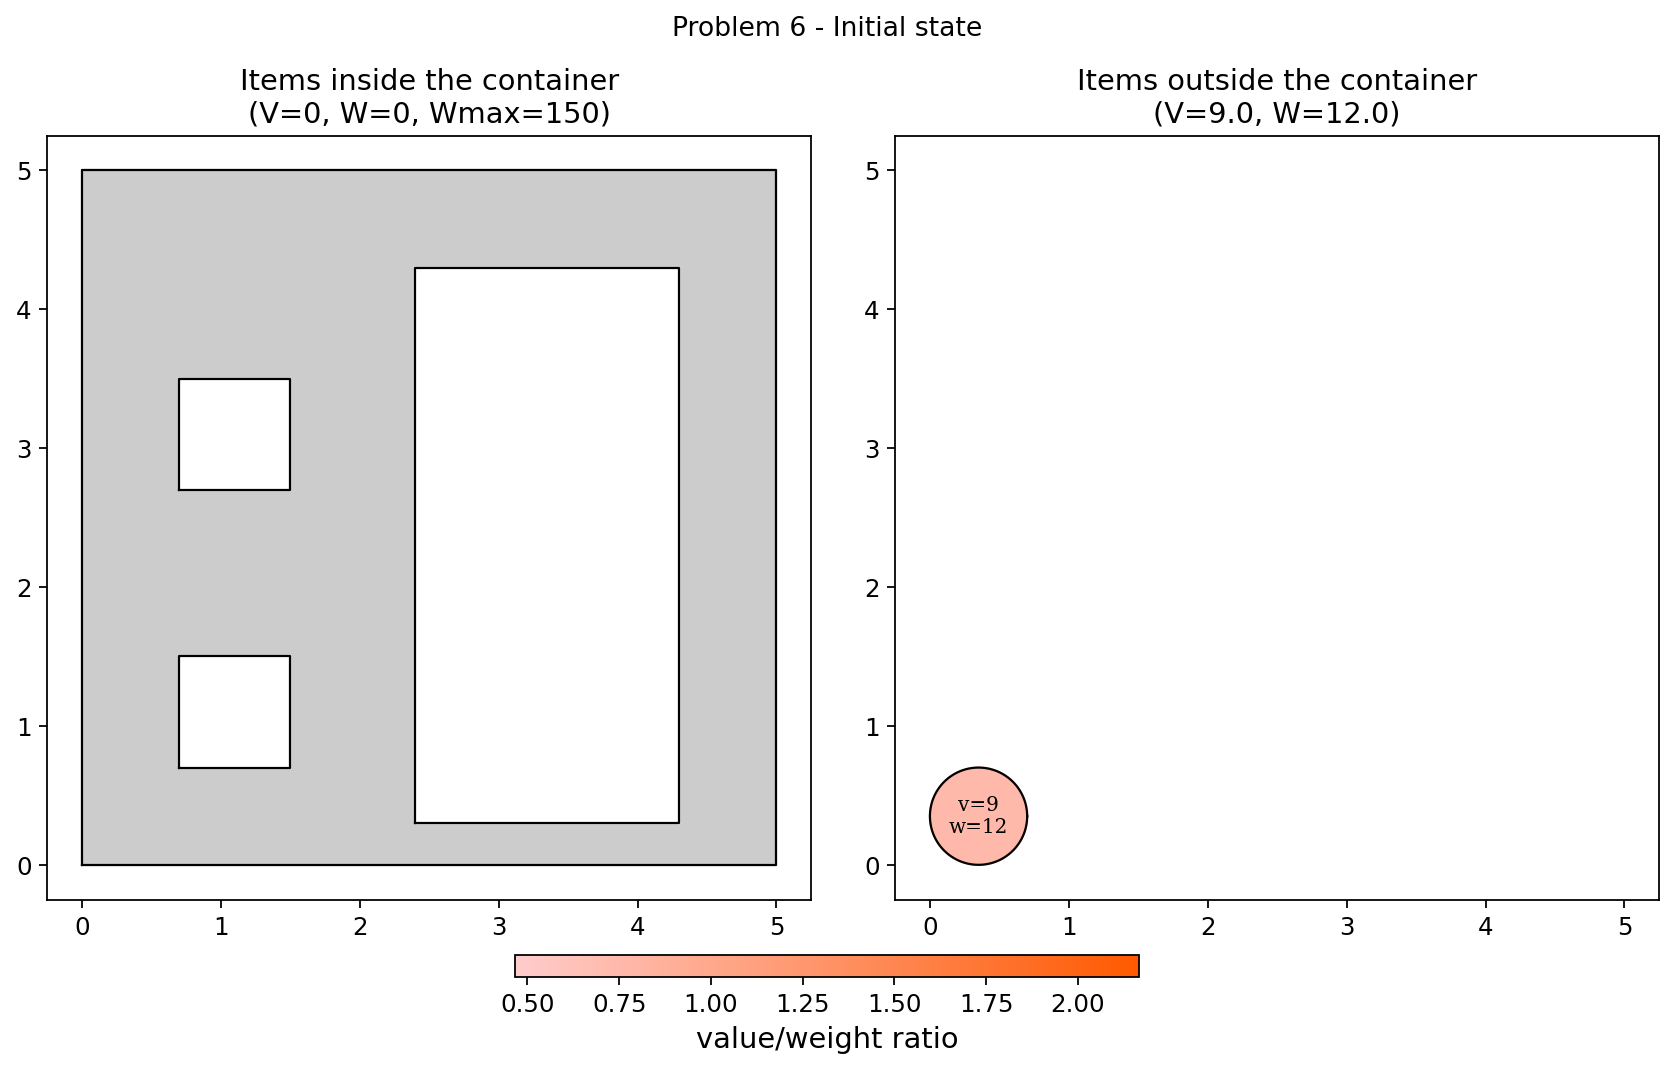 Problem 6 - Initial state
Items inside the container
(V=0, W=0, Wmax=150)
5
4
3
2
1
0
0 1 2 3 4 5
Items outside the container
(V=9.0, W=12.0)
5
4
3
2
1
0
v=9
w=12
0 1 2 3 4 5
0.50 0.75 1.00 1.25 1.50 1.75 2.00
value/weight ratio